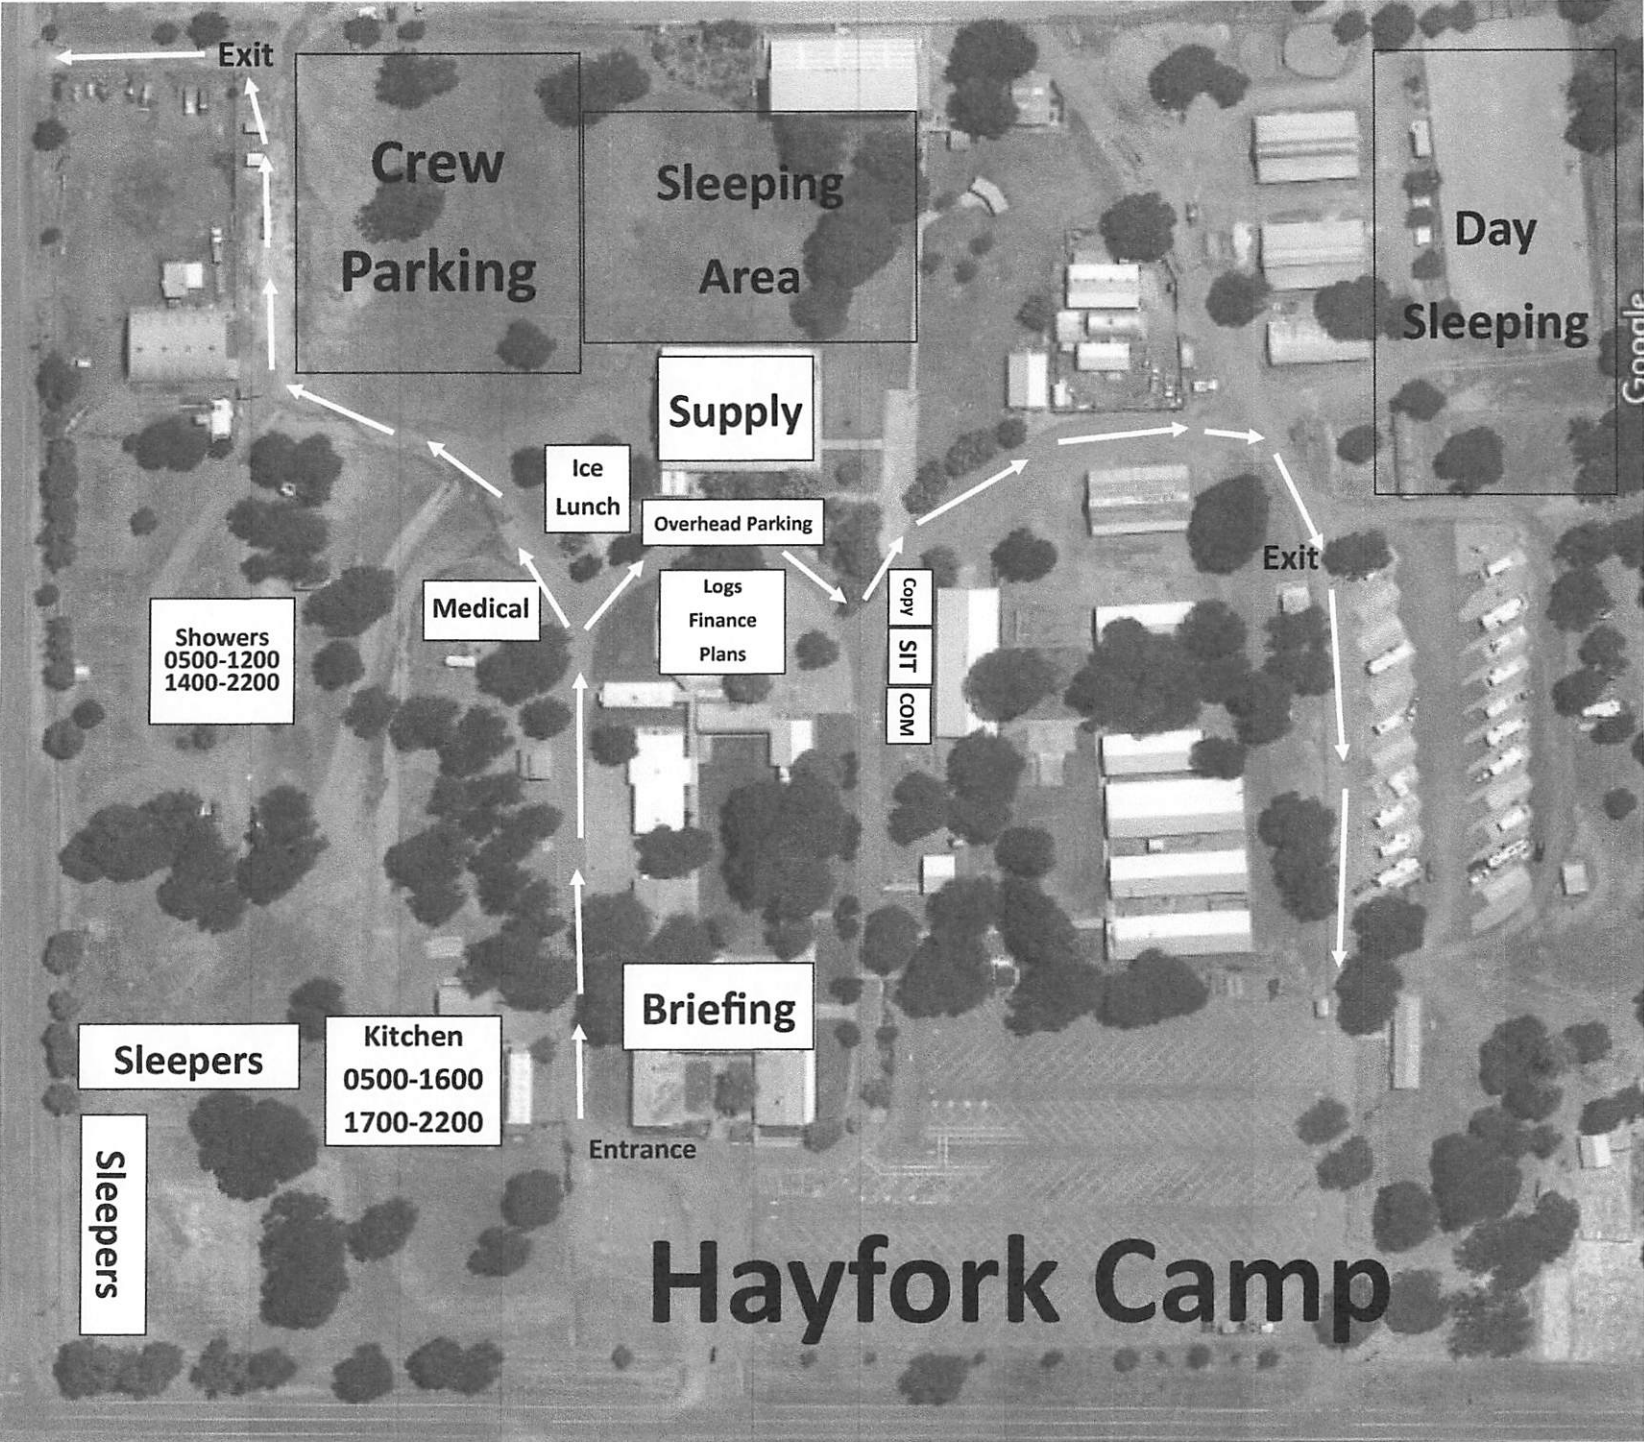 Exit
Crew
Parking
Sleeping
Area
Day
Sleeping
Google
Supply
Ice
Lunch
Overhead Parking
Exit
Medical
Logs
Finance
Plans
Copy
SIT
COM
Showers
0500-1200
1400-2200
Briefing
Sleepers
Kitchen
0500-1600
1700-2200
Sleepers
Entrance
Hayfork Camp